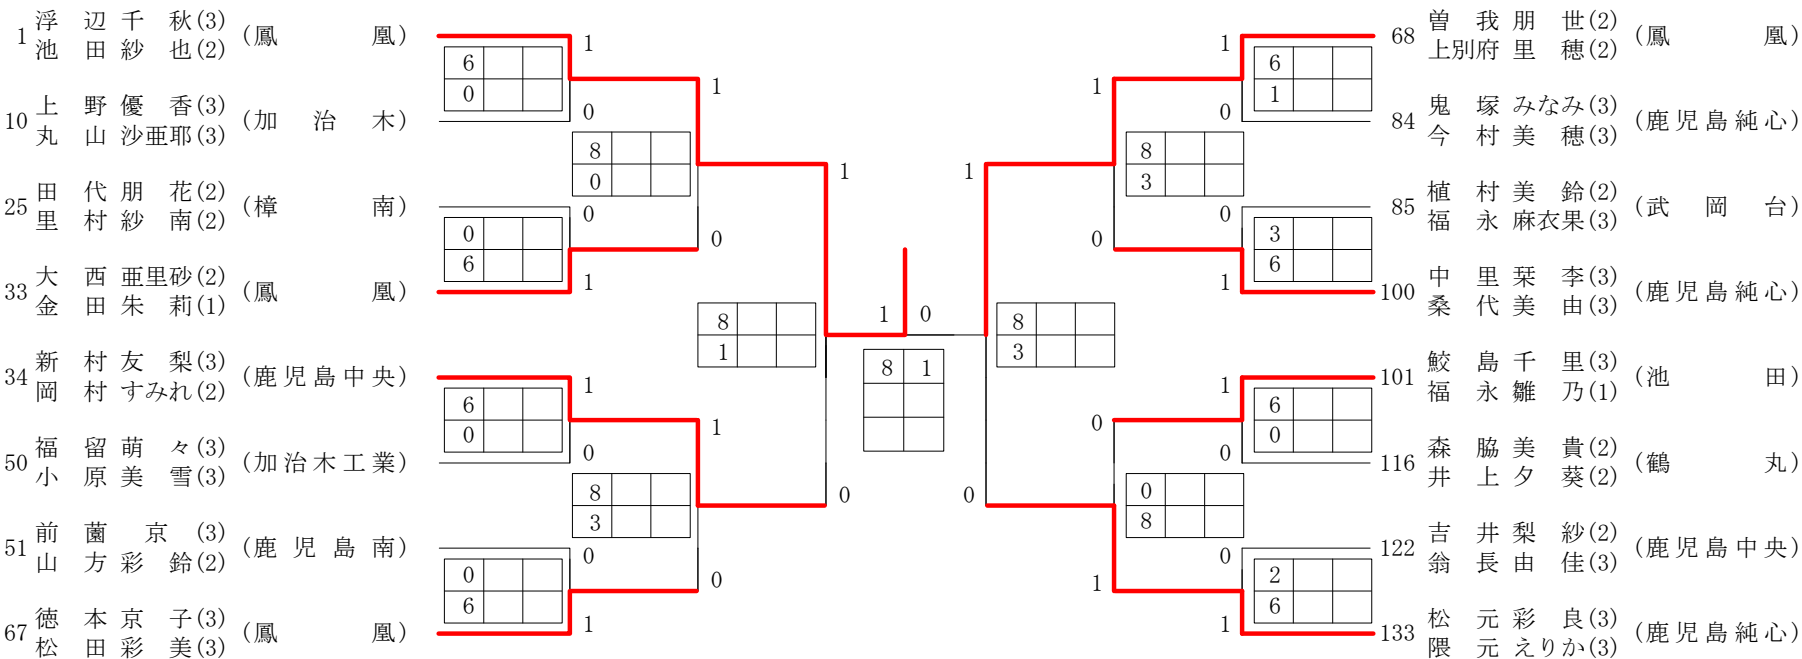 1 浮 辺 千 秋(3) (鳳 凰)
池 田 紗 也(2)
1
6
0
0
10 上 野 優 香(3) (加 治 木)
丸 山 沙亜耶(3)
1
8
0
25 田 代 朋 花(2) (樟 南)
里 村 紗 南(2)
0
0
6
0
33 大 西 亜里砂(2) (鳳 凰)
金 田 朱 莉(1)
1
1
8
1
34 新 村 友 梨(3) (鹿児島中央)
岡 村 すみれ(2)
1
6
0
0
50 福 留 萌 々(3) (加治木工業)
小 原 美 雪(3)
1
8
3
51 前 薗 京 (3) (鹿 児 島 南)
山 方 彩 鈴(2)
0
0
6
0
67 徳 本 京 子(3) (鳳 凰)
松 田 彩 美(3)
1
0
1 0
8 1
68 曽 我 朋 世(2) (鳳 凰)
上別府 里 穂(2)
1
6
1
0
84 鬼 塚 みなみ(3) (鹿児島純心)
今 村 美 穂(3)
1
8
3
85 植 村 美 鈴(2) (武 岡 台)
福 永 麻衣果(3)
0
3
6
0
100 中 里 栞 李(3) (鹿児島純心)
桑 代 美 由(3)
1
1
8
3
101 鮫 島 千 里(3) (池 田)
福 永 雛 乃(1)
1
6
0
0
116 森 脇 美 貴(2) (鶴 丸)
井 上 夕 葵(2)
0
0
8
122 吉 井 梨 紗(2) (鹿児島中央)
翁 長 由 佳(3)
0
2
6
1
133 松 元 彩 良(3) (鹿児島純心)
隈 元 えりか(3)
1
0